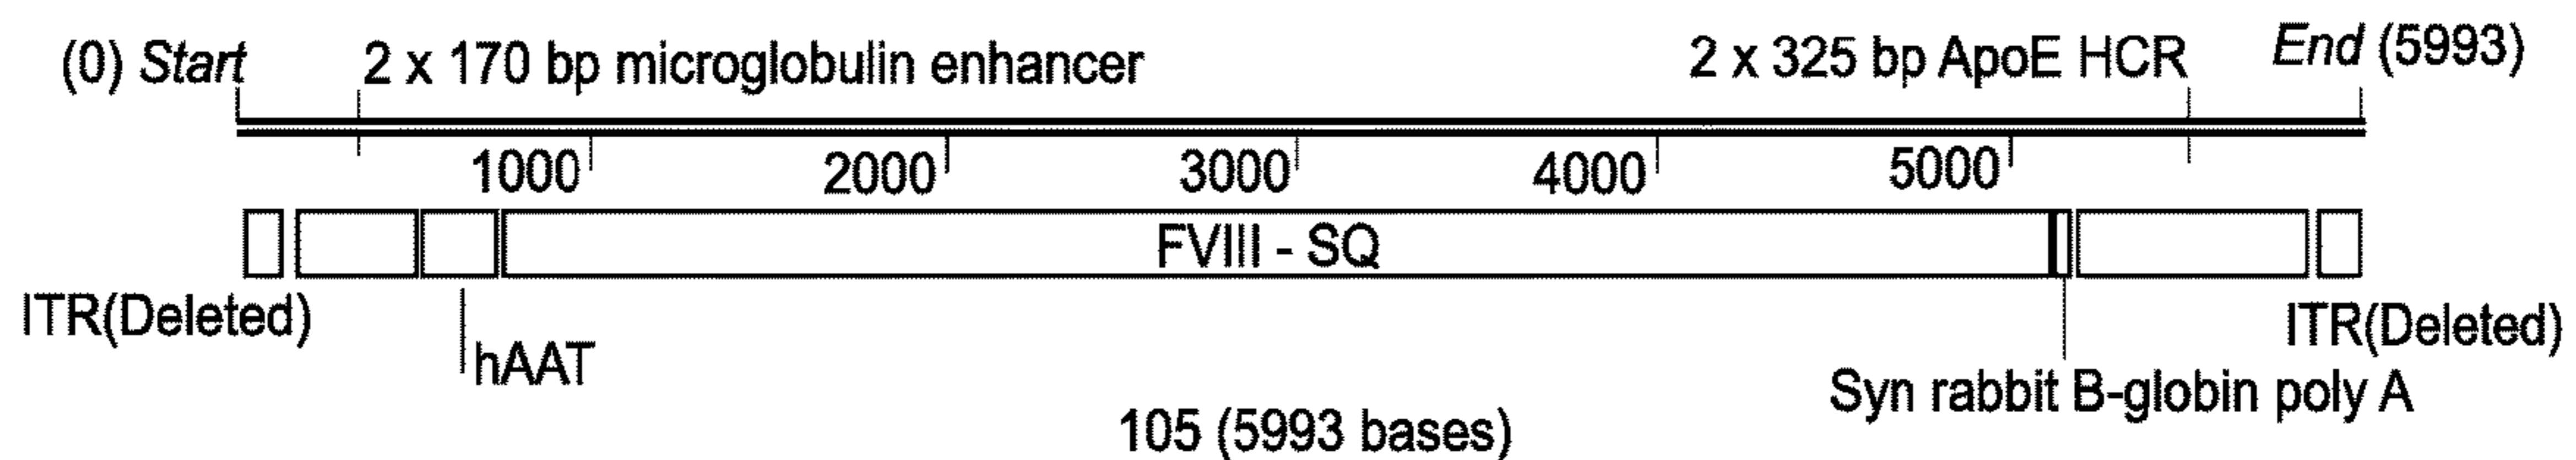 (0) Start
2 x 170 bp microglobulin enhancer
2 x 325 bp ApoE HCR
End (5993)
1000
2000
3000
4000
5000
FVIII - SQ
ITR(Deleted)
hAAT
ITR(Deleted)
Syn rabbit B-globin poly A
105 (5993 bases)